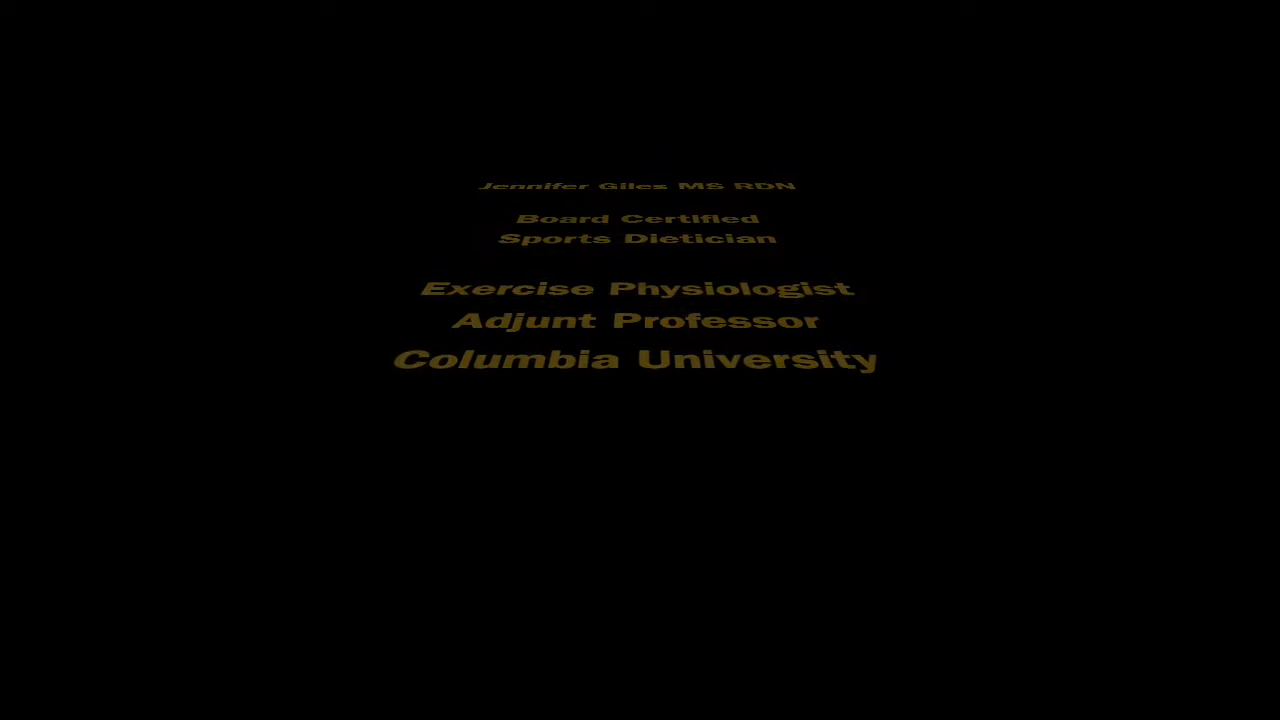 Jennifer Giles MS RDN
Board Certified
Sports Dietician
Exercise Physiologist
Adjunt Professor
Columbia University